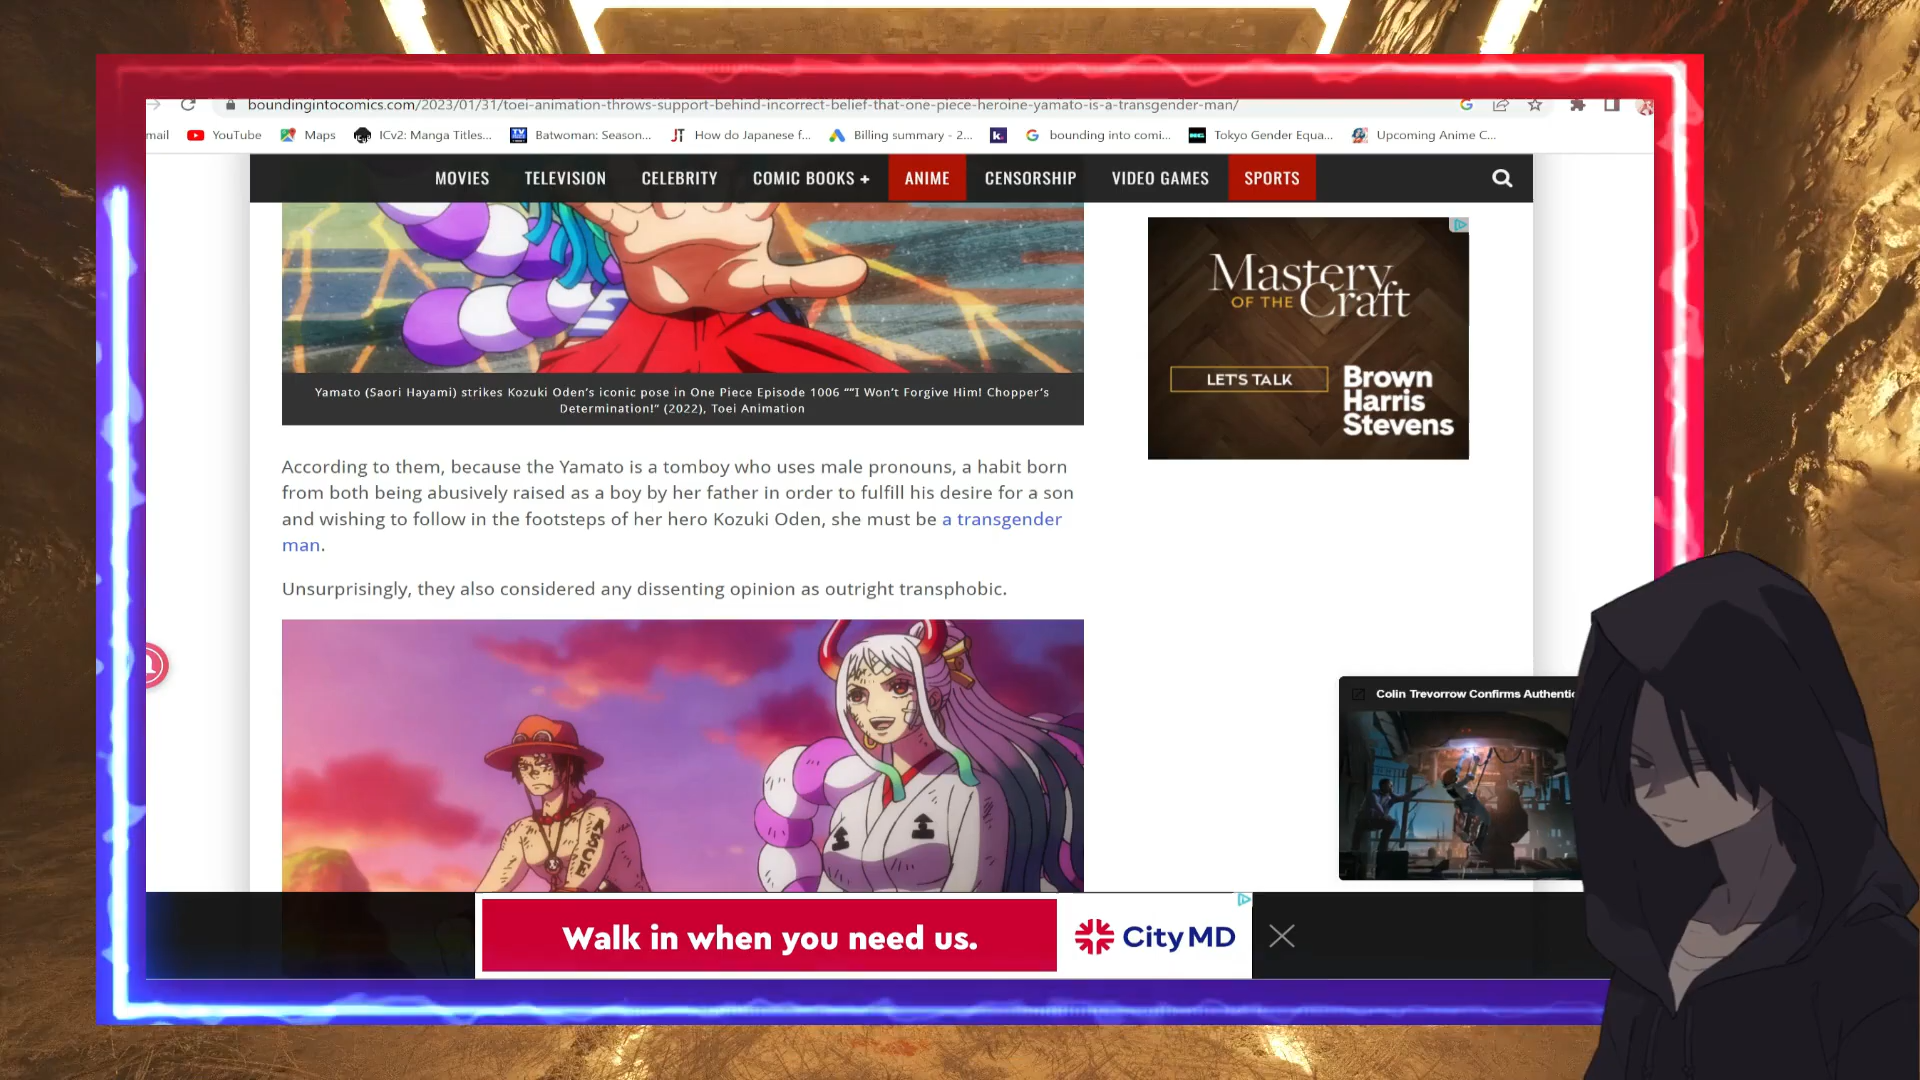 boundingintocomics.com/2023/01/31/toei-animation-throws-support-behind-incorrect-belief-that-one-piece-heroine-yamato-is-a-transgender-man/
mail YouTube Maps ICv2: Manga Titles... Batwoman: Season... How do Japanese f... Billing summary - 2... k. bounding into comi... Tokyo Gender Equa... Upcoming Anime C...
MOVIES TELEVISION CELEBRITY COMIC BOOKS + ANIME CENSORSHIP VIDEO GAMES SPORTS
Mastery
OF THE Craft
LET'S TALK
Brown
Harris
Stevens
Yamato (Saori Hayami) strikes Kozuki Oden's iconic pose in One Piece Episode 1006 ““I Won't Forgive Him! Chopper's
Determination!” (2022), Toei Animation
According to them, because the Yamato is a tomboy who uses male pronouns, a habit born
from both being abusively raised as a boy by her father in order to fulfill his desire for a son
and wishing to follow in the footsteps of her hero Kozuki Oden, she must be a transgender
man.
Unsurprisingly, they also considered any dissenting opinion as outright transphobic.
ASCE
Colin Trevorrow Confirms Authentic
Walk in when you need us.
CityMD